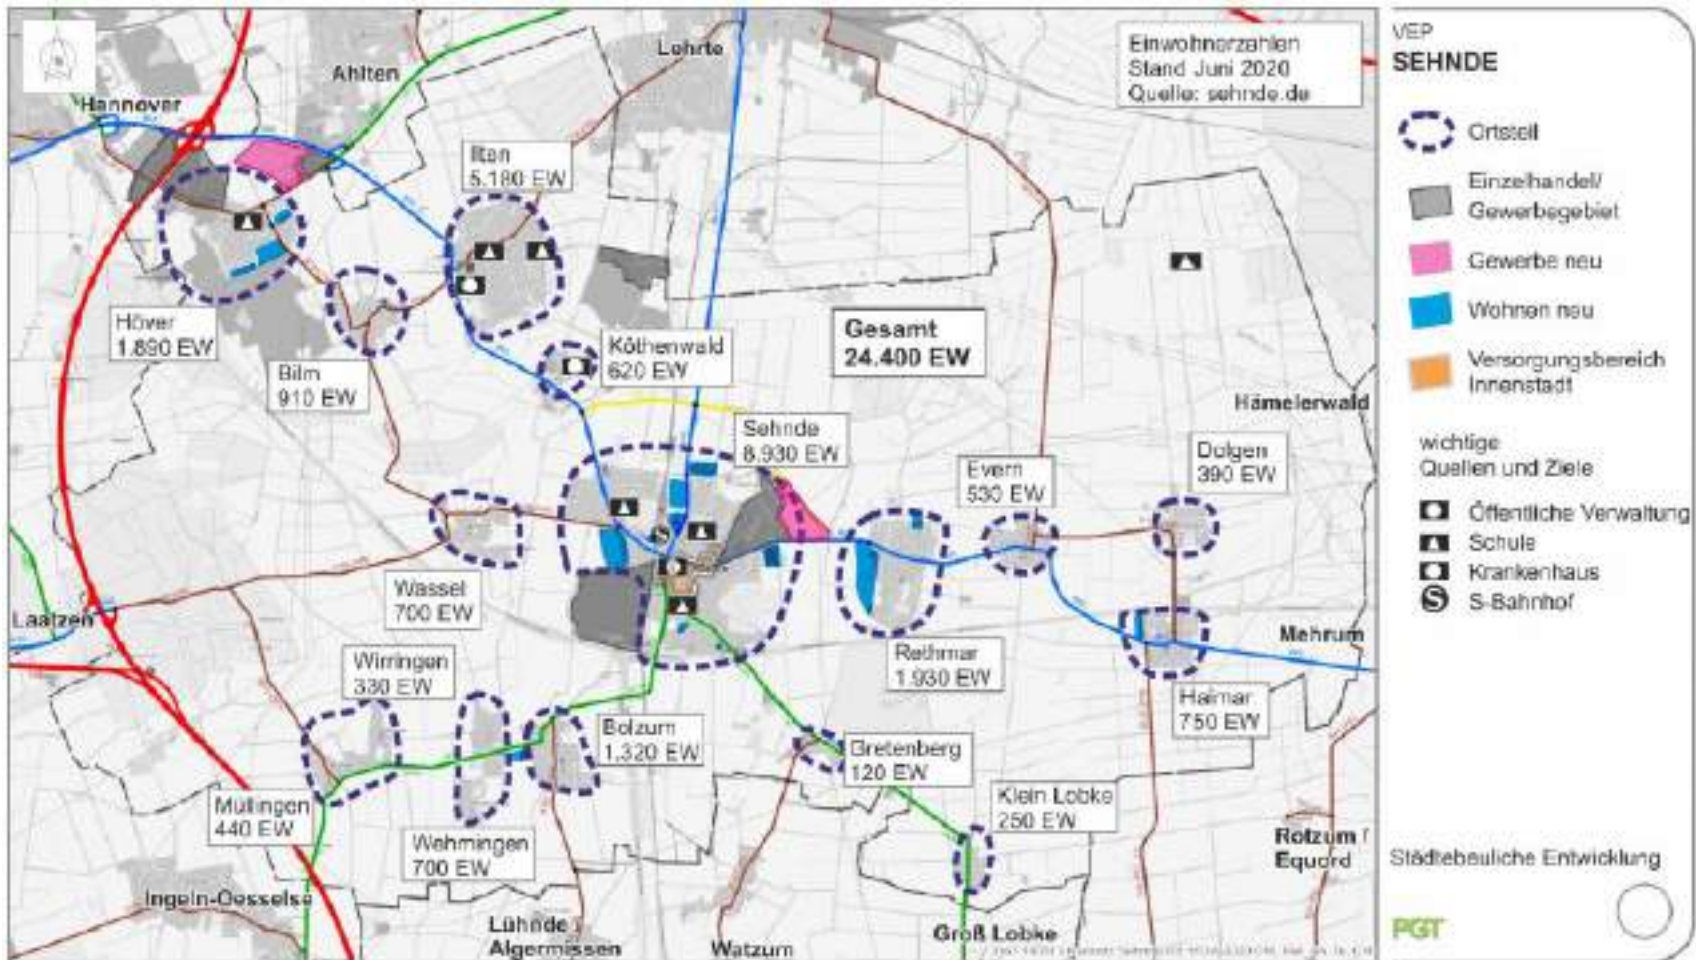 Lehrte
Ahlten
Hannover
Einwohnerzahlen
Stand Juni 2020
Quelle: sehnde.de
Ilten
5.180 EW
Höver
1.890 EW
Bilm
910 EW
Köthenwald
620 EW
Gesamt
24.400 EW
Hämelerwald
Sehnde
8.930 EW
Evern
530 EW
Dolgen
390 EW
Wassel
700 EW
Laatzen
Rethmar
1.930 EW
Mehrum
Haimar
750 EW
Wirringen
330 EW
Bolzum
1.320 EW
Gretenberg
120 EW
Klein Lobke
250 EW
Müllingen
440 EW
Wehmingen
700 EW
Rotzum /
Equord
Ingeln-Oesselse
Lühnde
Algermissen
Watzum
Groß Lobke
VEP
SEHNDE
Ortsteil
Einzelhandel/
Gewerbegebiet
Gewerbe neu
Wohnen neu
Versorgungsbereich
Innenstadt
wichtige
Quellen und Ziele
Öffentliche Verwaltung
Schule
Krankenhaus
S-Bahnhof
Städtebauliche Entwicklung
PGT